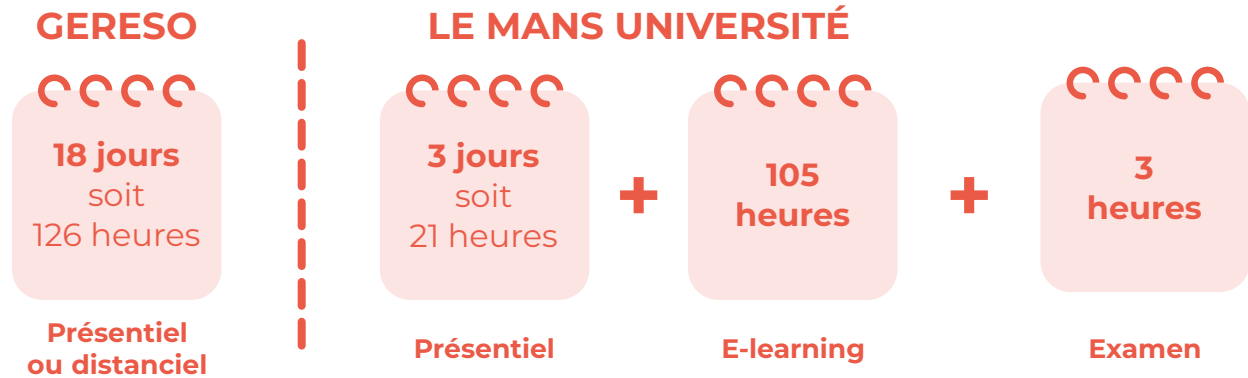 GERESO
18 jours
soit
126 heures
Présentiel
ou distanciel
LE MANS UNIVERSITÉ
3 jours
soit
21 heures
Présentiel
+
105
heures
E-learning
+
3
heures
Examen